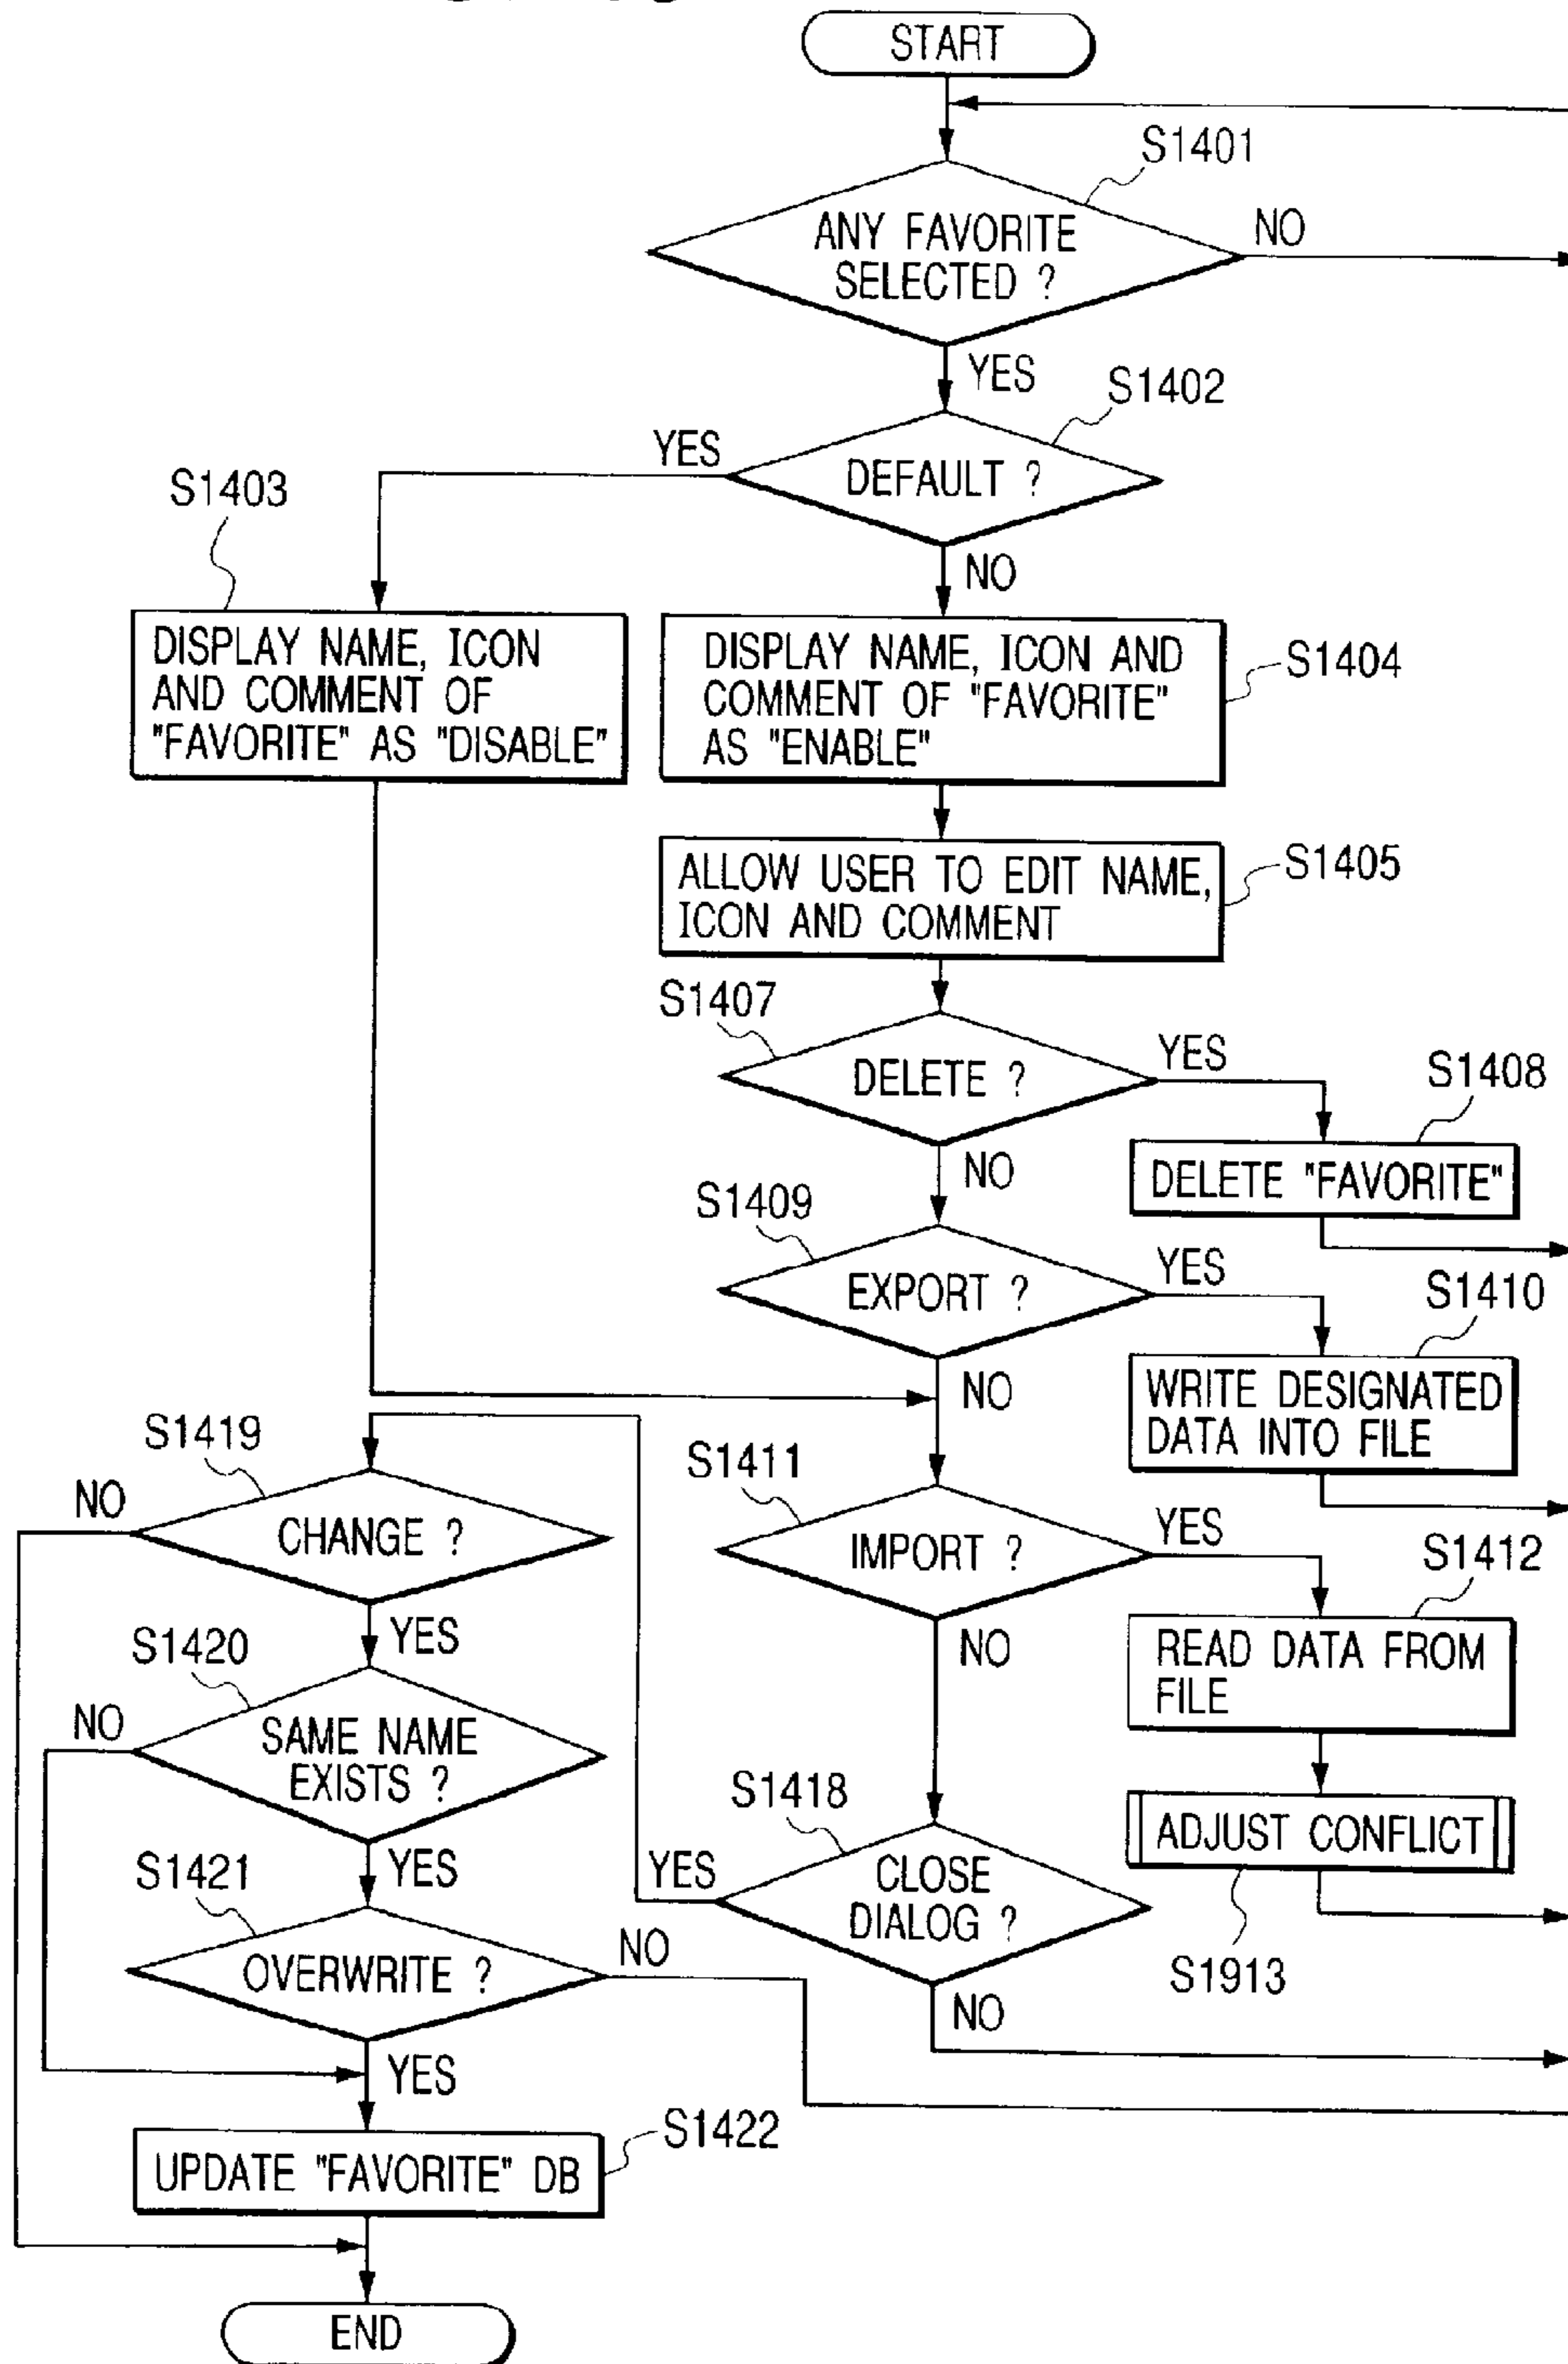 START
S1401
ANY FAVORITE
SELECTED ?
NO
YES
S1402
YES
DEFAULT ?
S1403
NO
DISPLAY NAME, ICON
AND COMMENT OF
"FAVORITE" AS "DISABLE"
DISPLAY NAME, ICON AND
COMMENT OF "FAVORITE"
AS "ENABLE"
S1404
ALLOW USER TO EDIT NAME,
ICON AND COMMENT
S1405
S1407
DELETE ?
YES
S1408
DELETE "FAVORITE"
NO
S1409
EXPORT ?
YES
S1410
WRITE DESIGNATED
DATA INTO FILE
NO
S1419
NO
CHANGE ?
S1411
IMPORT ?
YES
S1412
READ DATA FROM
FILE
YES
NO
S1420
NO
SAME NAME
EXISTS ?
S1418
YES
CLOSE
DIALOG ?
ADJUST CONFLICT
S1913
YES
S1421
OVERWRITE ?
NO
NO
YES
UPDATE "FAVORITE" DB
S1422
END